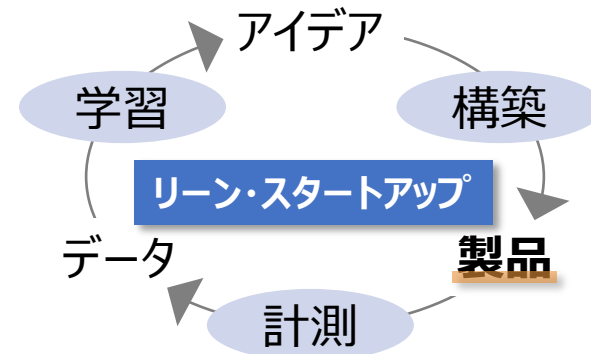 アイデア
学習
構築
リーン・スタートアップ
データ
製品
計測